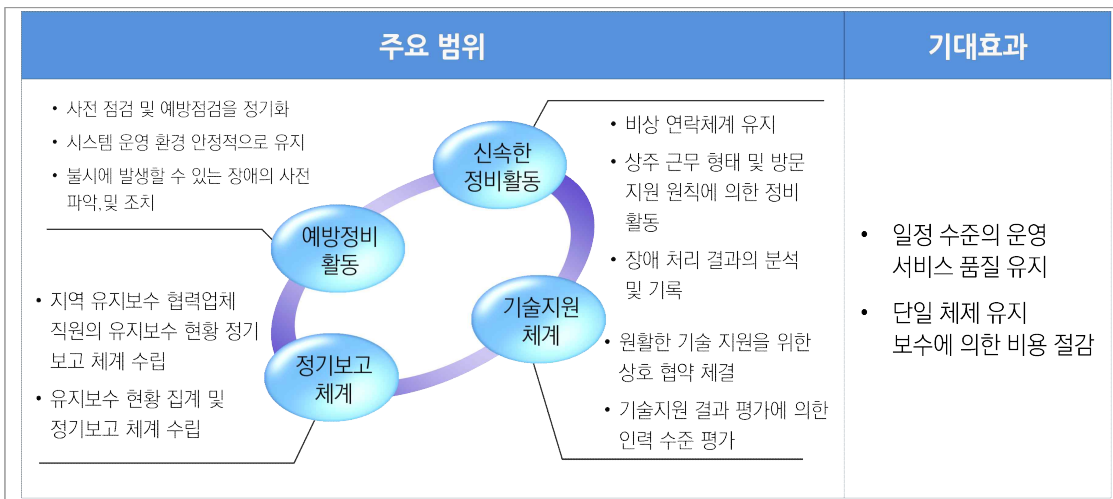 주요 범위
기대효과
• 사전 점검 및 예방점검을 정기화
• 시스템 운영 환경 안정적으로 유지
• 불시에 발생할 수 있는 장애의 사전
파악,및 조치
예방정비
활동
신속한
정비활동
• 비상 연락체계 유지
• 상주 근무 형태 및 방문
지원 원칙에 의한 정비
활동
• 장애 처리 결과의 분석
및 기록
• 지역 유지보수 협력업체
직원의 유지보수 현황 정기
보고 체계 수립
• 유지보수 현황 집계 및
정기보고 체계 수립
정기보고
체계
기술지원
체계
• 원활한 기술 지원을 위한
상호 협약 체결
• 기술지원 결과 평가에 의한
인력 수준 평가
• 일정 수준의 운영
서비스 품질 유지
• 단일 체제 유지
보수에 의한 비용 절감